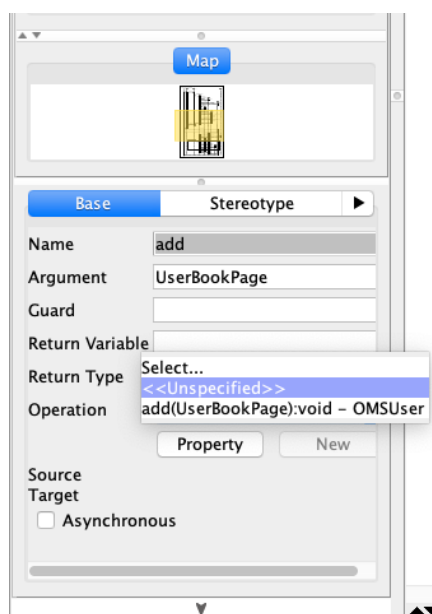 Map
Base Stereotype
Name add
Argument UserBookPage
Guard
Return Variable
Select...
Return Type
<<Unspecified>>
Operation add(UserBookPage):void – OMSUser
Property New
Source
Target
Asynchronous